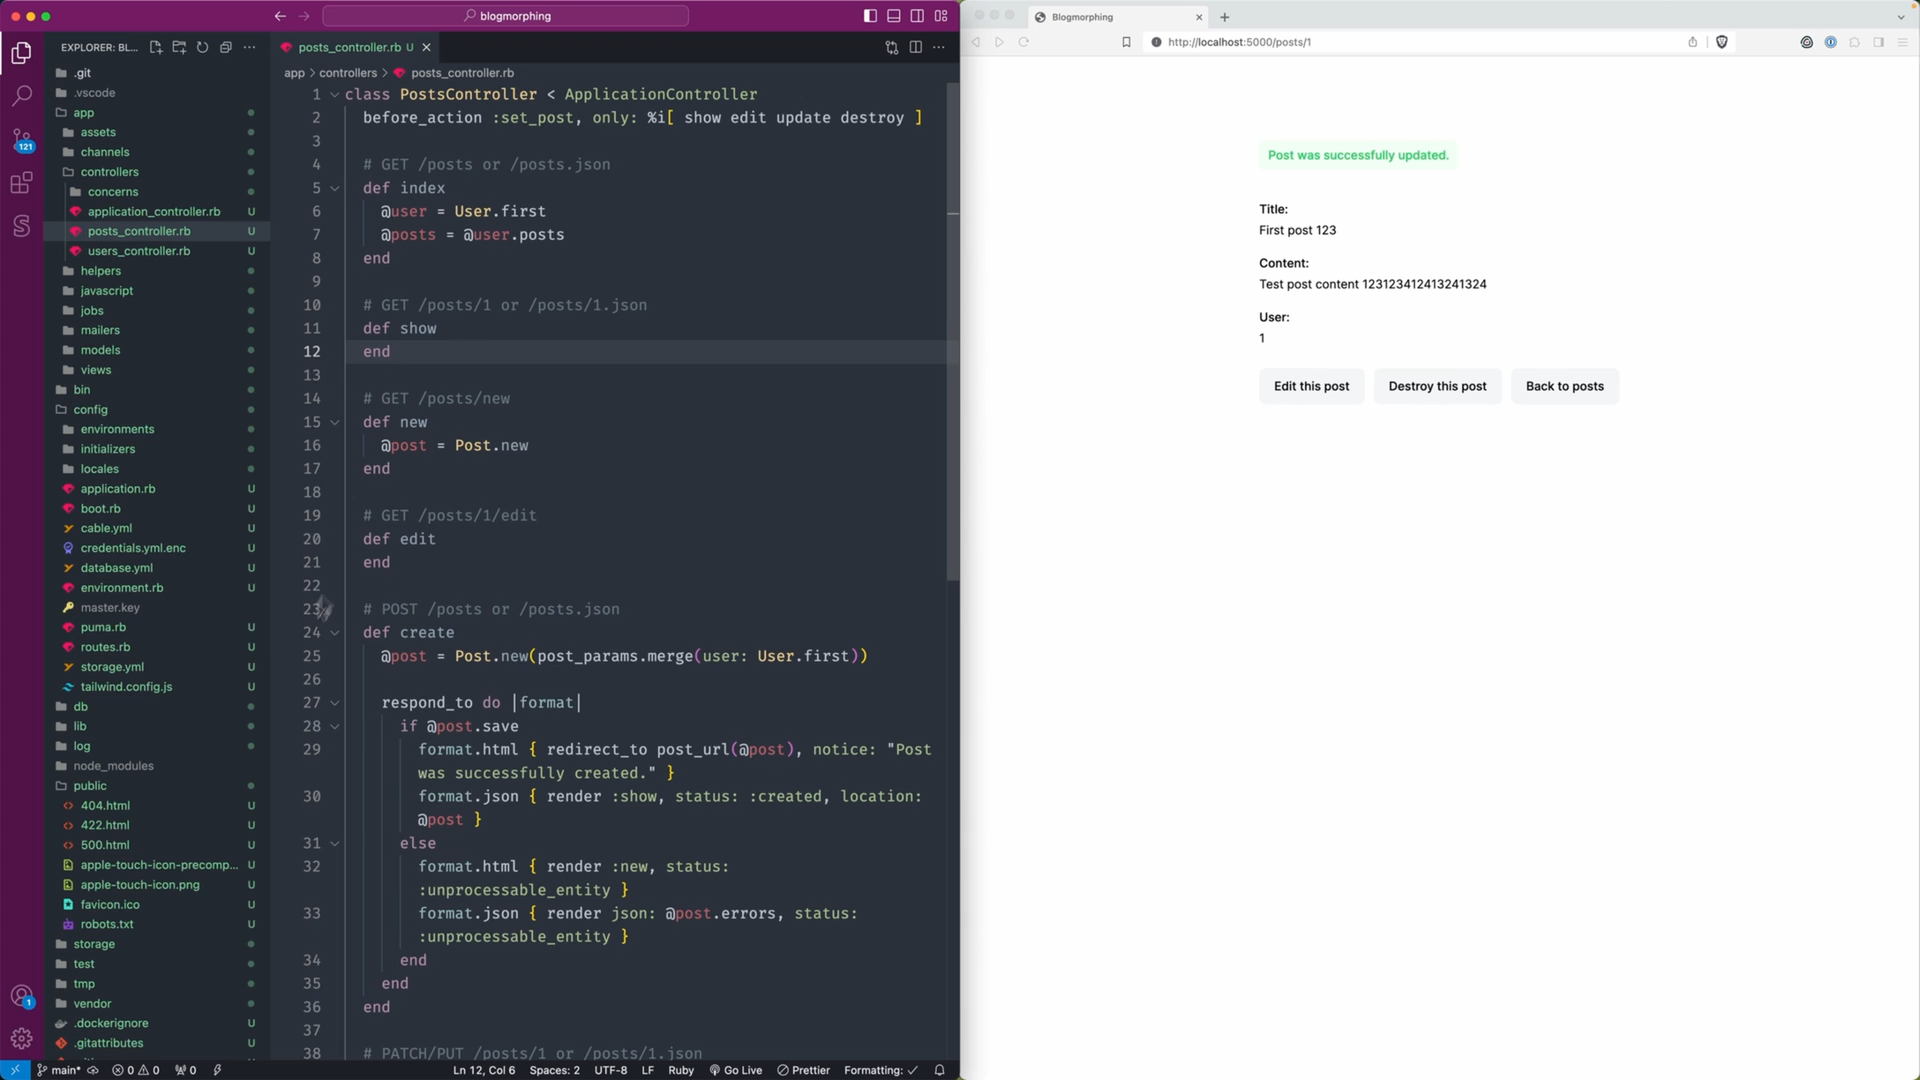 blogmorphing
EXPLORER: BL...
posts_controller.rb U
app > controllers > posts_controller.rb
.git
.vscode
app
assets
channels
controllers
concerns
application_controller.rb U
posts_controller.rb U
users_controller.rb U
helpers
javascript
jobs
mailers
models
views
bin
config
environments
initializers
locales
application.rb U
boot.rb U
cable.yml U
credentials.yml.enc U
database.yml U
environment.rb U
master.key
puma.rb U
routes.rb U
storage.yml U
tailwind.config.js U
db
lib
log
node_modules
public
404.html U
422.html U
500.html U
apple-touch-icon-precomp... U
apple-touch-icon.png U
favicon.ico U
robots.txt U
storage
test
tmp
vendor
.dockerignore U
.gitattributes U
121
1
1 class PostsController < ApplicationController
2 before_action :set_post, only: %i[ show edit update destroy ]
3
4 # GET /posts or /posts.json
5 def index
6 @user = User.first
7 @posts = @user.posts
8 end
9
10 # GET /posts/1 or /posts/1.json
11 def show
12 end
13
14 # GET /posts/new
15 def new
16 @post = Post.new
17 end
18
19 # GET /posts/1/edit
20 def edit
21 end
22
23 # POST /posts or /posts.json
24 def create
25 @post = Post.new(post_params.merge(user: User.first))
26
27 respond_to do |format|
28 if @post.save
29 format.html { redirect_to post_url(@post), notice: "Post
was successfully created." }
30 format.json { render :show, status: :created, location:
@post }
31 else
32 format.html { render :new, status:
:unprocessable_entity }
33 format.json { render json: @post.errors, status:
:unprocessable_entity }
34 end
35 end
36 end
37
38 # PATCH/PUT /posts/1 or /posts/1.json
main* 0 0 0 Ln 12, Col 6 Spaces: 2 UTF-8 LF Ruby Go Live Prettier Formatting:
Blogmorphing
http://localhost:5000/posts/1
Post was successfully updated.
Title:
First post 123
Content:
Test post content 123123412413241324
User:
1
Edit this post Destroy this post Back to posts